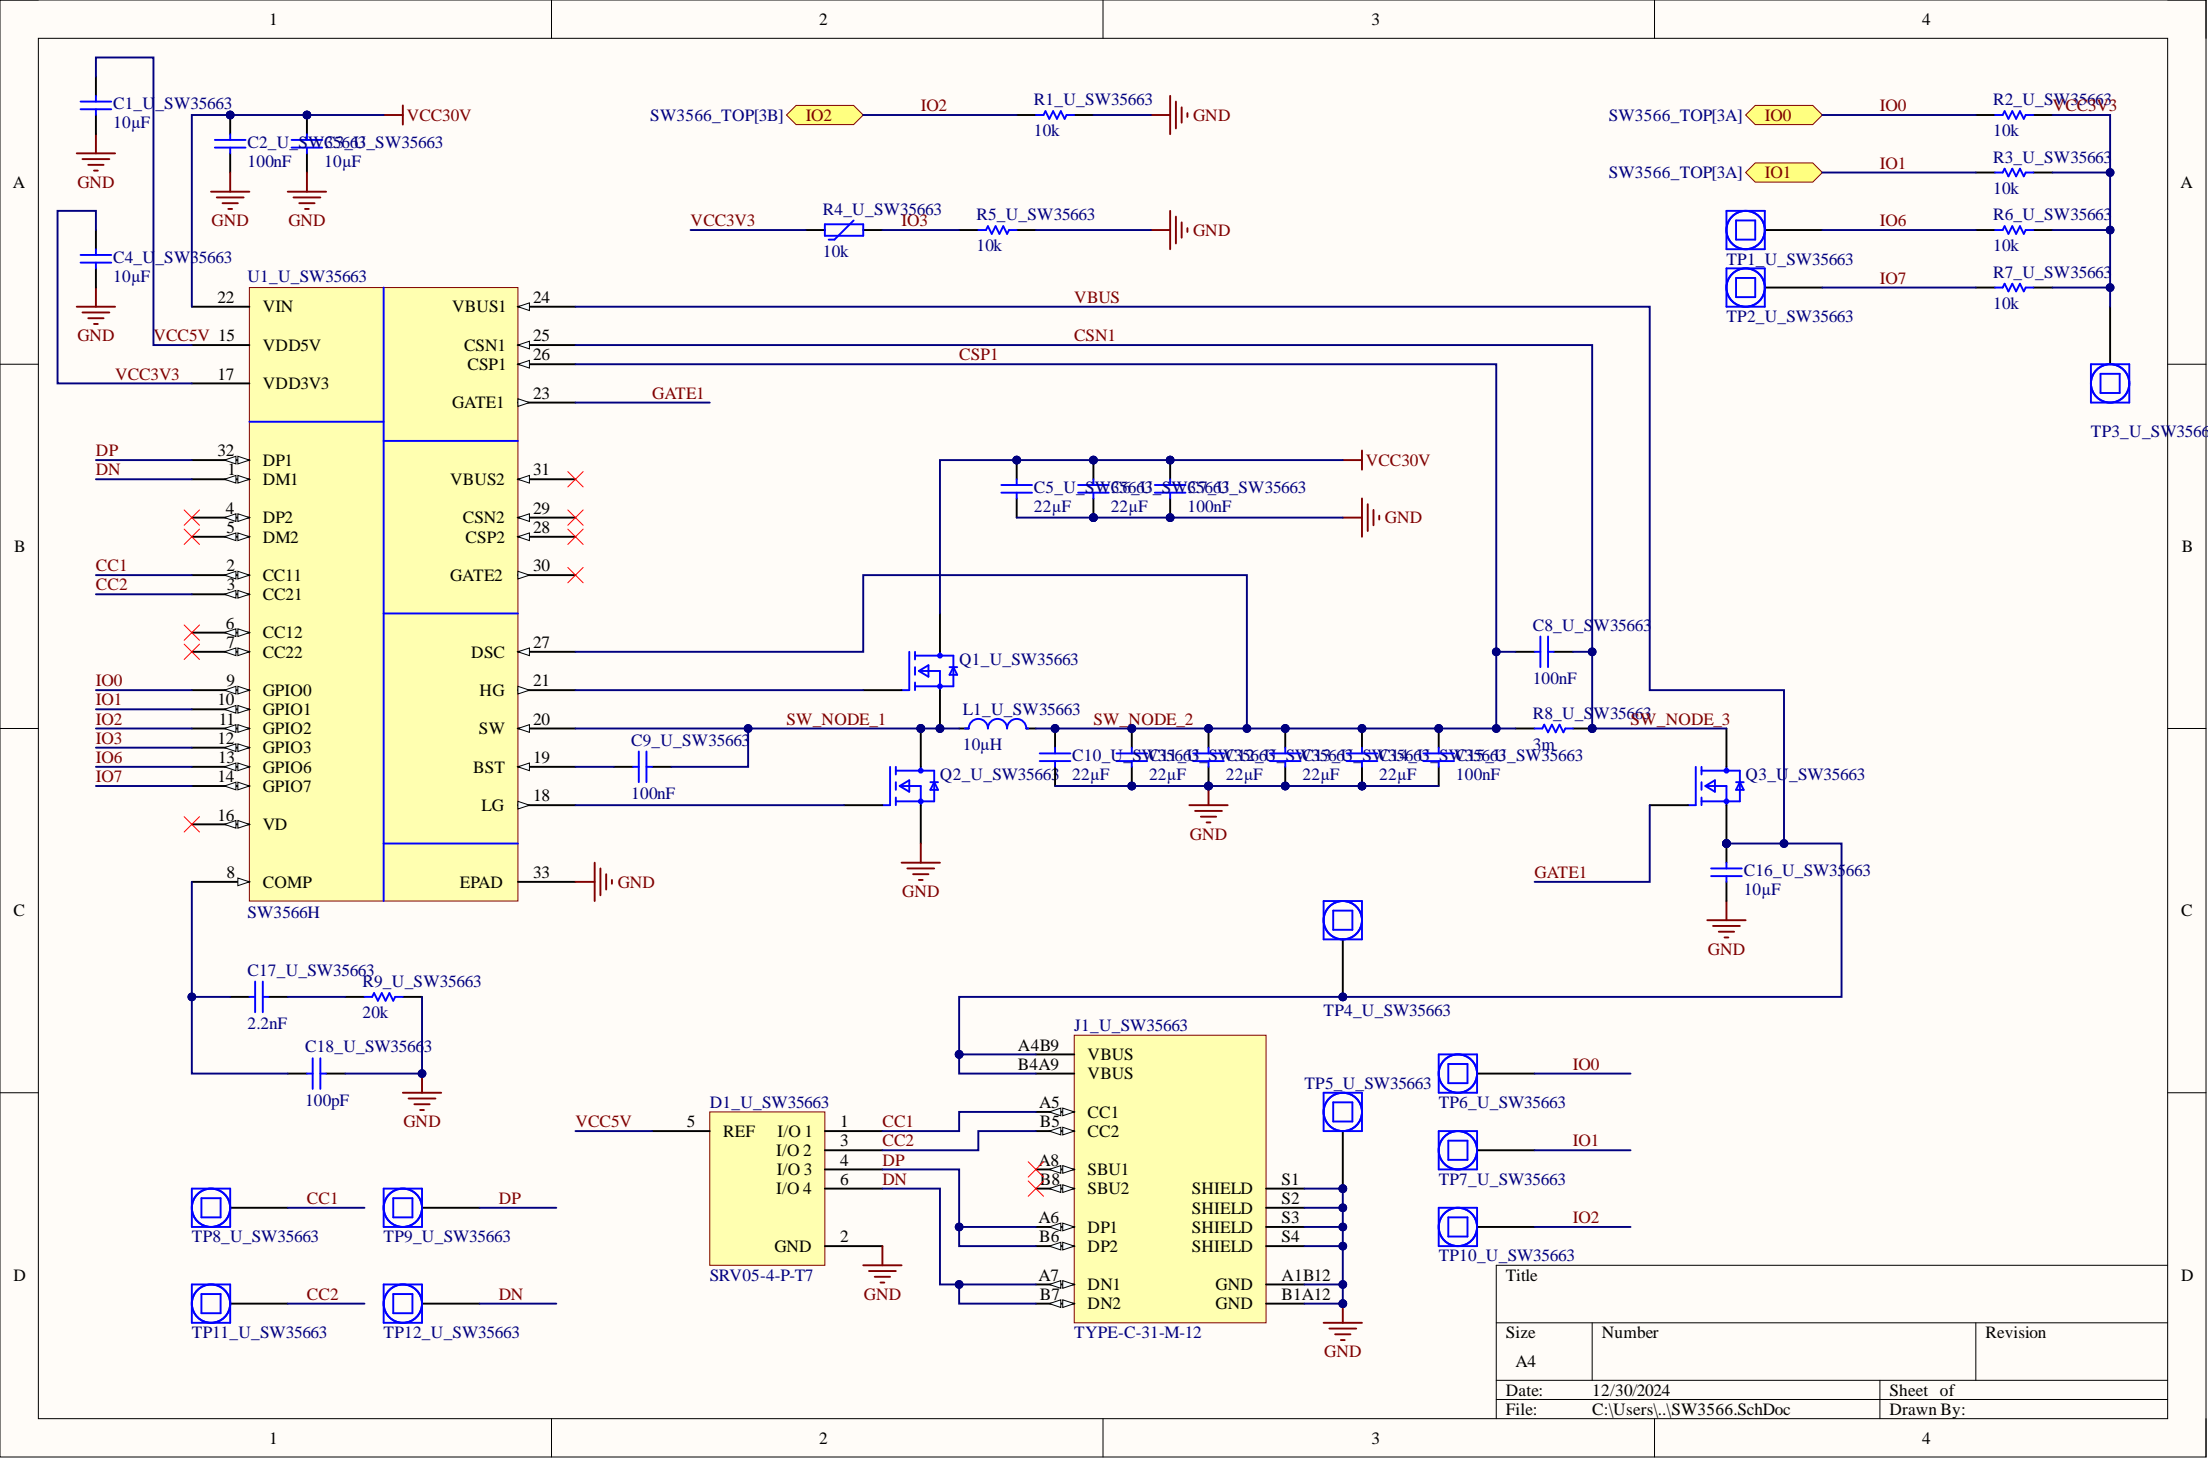 1
2
3
4
A
A
B
B
C
C
D
D
C1_U_SW35663
10µF
GND
VCC30V
C2_U_SW35663
100nF
GND
C3_U_SW35663
10µF
GND
C4_U_SW35663
10µF
GND
VCC5V
VCC3V3
SW3566_TOP[3B]
IO2
IO2
R1_U_SW35663
10k
GND
VCC3V3
R4_U_SW35663
10k
IO3
R5_U_SW35663
10k
GND
SW3566_TOP[3A]
IO0
IO0
R2_U_SW35663
10k
VCC3V3
SW3566_TOP[3A]
IO1
IO1
R3_U_SW35663
10k
TP1_U_SW35663
IO6
R6_U_SW35663
10k
TP2_U_SW35663
IO7
R7_U_SW35663
10k
TP3_U_SW3566
U1_U_SW35663
22 VIN
15 VDD5V
17 VDD3V3
DP 32 DP1
DN 1 DM1
4 DP2
5 DM2
CC1 2 CC11
CC2 3 CC21
6 CC12
7 CC22
IO0 9 GPIO0
IO1 10 GPIO1
IO2 11 GPIO2
IO3 12 GPIO3
IO6 13 GPIO6
IO7 14 GPIO7
16 VD
8 COMP
VBUS1 24 VBUS
CSN1 25 CSN1
CSP1 26 CSP1
GATE1 23 GATE1
VBUS2 31
CSN2 29
CSP2 28
GATE2 30
DSC 27
HG 21
SW 20
BST 19
LG 18
EPAD 33 GND
SW3566H
VCC30V
C5_U_SW35663
22µF
22µF
100nF
GND
Q1_U_SW35663
SW_NODE_1
L1_U_SW35663
10µH
SW_NODE_2
C9_U_SW35663
100nF
Q2_U_SW35663
GND
C10_U_SW35663
22µF
22µF
22µF
22µF
22µF
100nF
GND
C8_U_SW35663
100nF
R8_U_SW35663
3m
SW_NODE_3
Q3_U_SW35663
GATE1
C16_U_SW35663
10µF
GND
C17_U_SW35663
2.2nF
R9_U_SW35663
20k
C18_U_SW35663
100pF
GND
TP4_U_SW35663
J1_U_SW35663
A4B9 VBUS
B4A9 VBUS
A5 CC1
B5 CC2
A8 SBU1
B8 SBU2
A6 DP1
B6 DP2
A7 DN1
B7 DN2
SHIELD S1
SHIELD S2
SHIELD S3
SHIELD S4
GND A1B12
GND B1A12
TYPE-C-31-M-12
GND
TP5_U_SW35663
D1_U_SW35663
VCC5V 5 REF
I/O 1 1 CC1
I/O 2 3 CC2
I/O 3 4 DP
I/O 4 6 DN
GND 2
SRV05-4-P-T7
GND
TP6_U_SW35663
IO0
TP7_U_SW35663
IO1
TP10_U_SW35663
IO2
TP8_U_SW35663
CC1
TP9_U_SW35663
DP
TP11_U_SW35663
CC2
TP12_U_SW35663
DN
Title
Size
A4
Number
Revision
Date: 12/30/2024
Sheet of
File: C:\Users\..\SW3566.SchDoc
Drawn By:
1
2
3
4